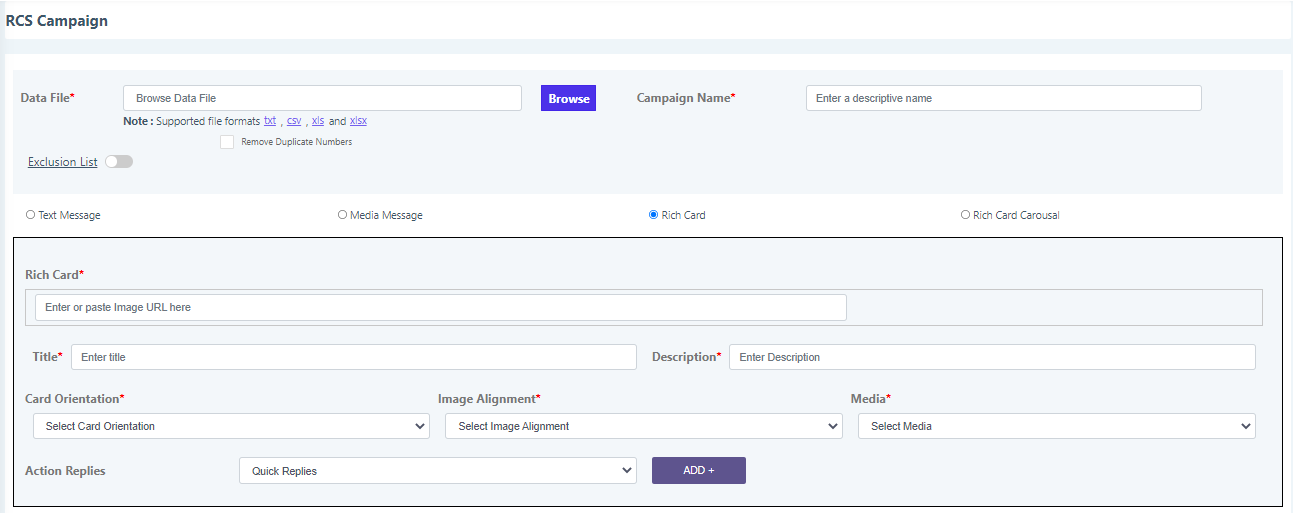 RCS Campaign
Data File* Browse Data File Browse Campaign Name* Enter a descriptive name
Note : Supported file formats txt , csv , xls and xlsx
Remove Duplicate Numbers
Exclusion List
Text Message Media Message Rich Card Rich Card Carousal
Rich Card*
Enter or paste Image URL here
Title* Enter title Description* Enter Description
Card Orientation* Image Alignment* Media*
Select Card Orientation Select Image Alignment Select Media
Action Replies Quick Replies ADD +